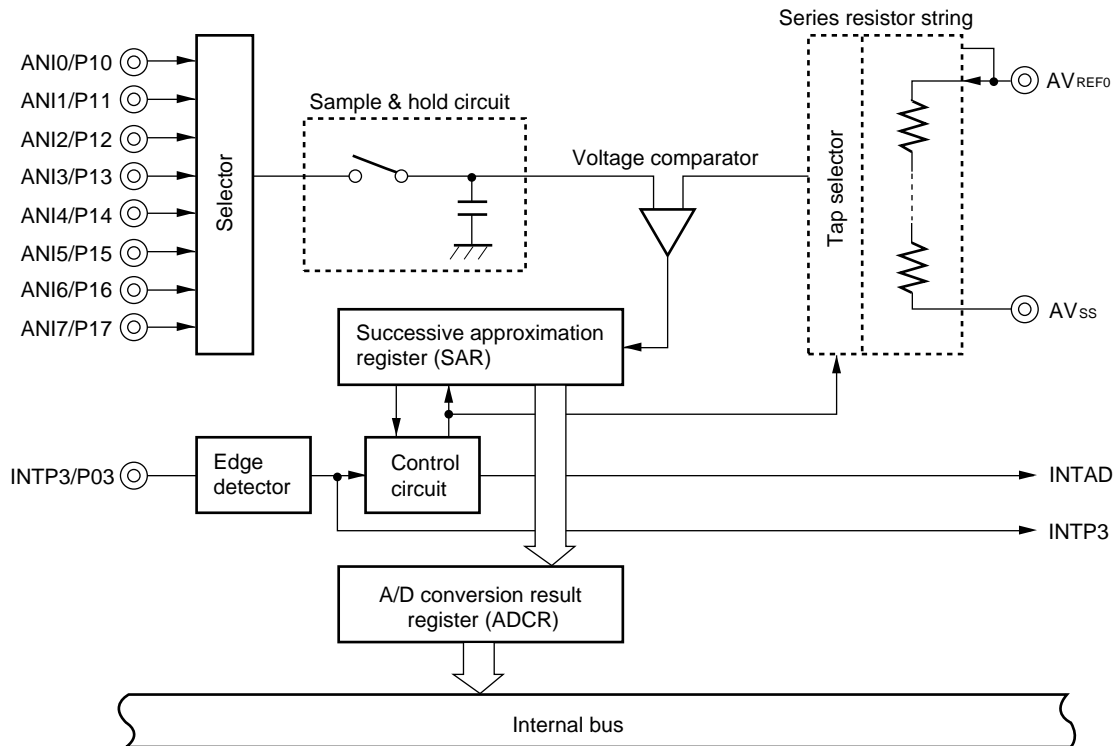 Series resistor string
ANI0/P10
ANI1/P11
ANI2/P12
ANI3/P13
ANI4/P14
ANI5/P15
ANI6/P16
ANI7/P17
Selector
Sample & hold circuit
Voltage comparator
Tap selector
AVREF0
AVSS
Successive approximation
register (SAR)
INTP3/P03
Edge
detector
Control
circuit
INTAD
INTP3
A/D conversion result
register (ADCR)
Internal bus